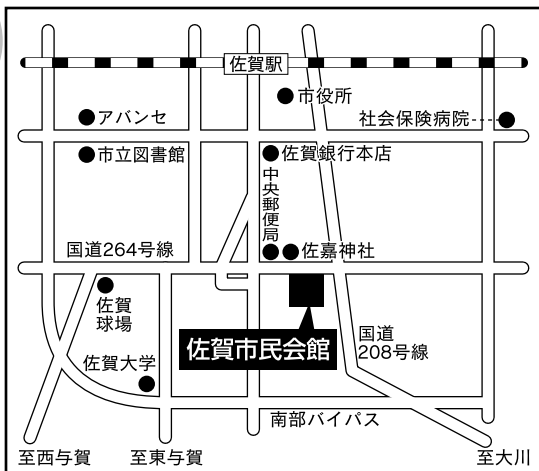 佐賀駅
市役所
アバンセ
社会保険病院
市立図書館
佐賀銀行本店
中央郵便局
国道264号線
佐嘉神社
佐賀
球場
佐賀市民会館
国道
208号線
佐賀大学
南部バイパス
至西与賀
至東与賀
至大川